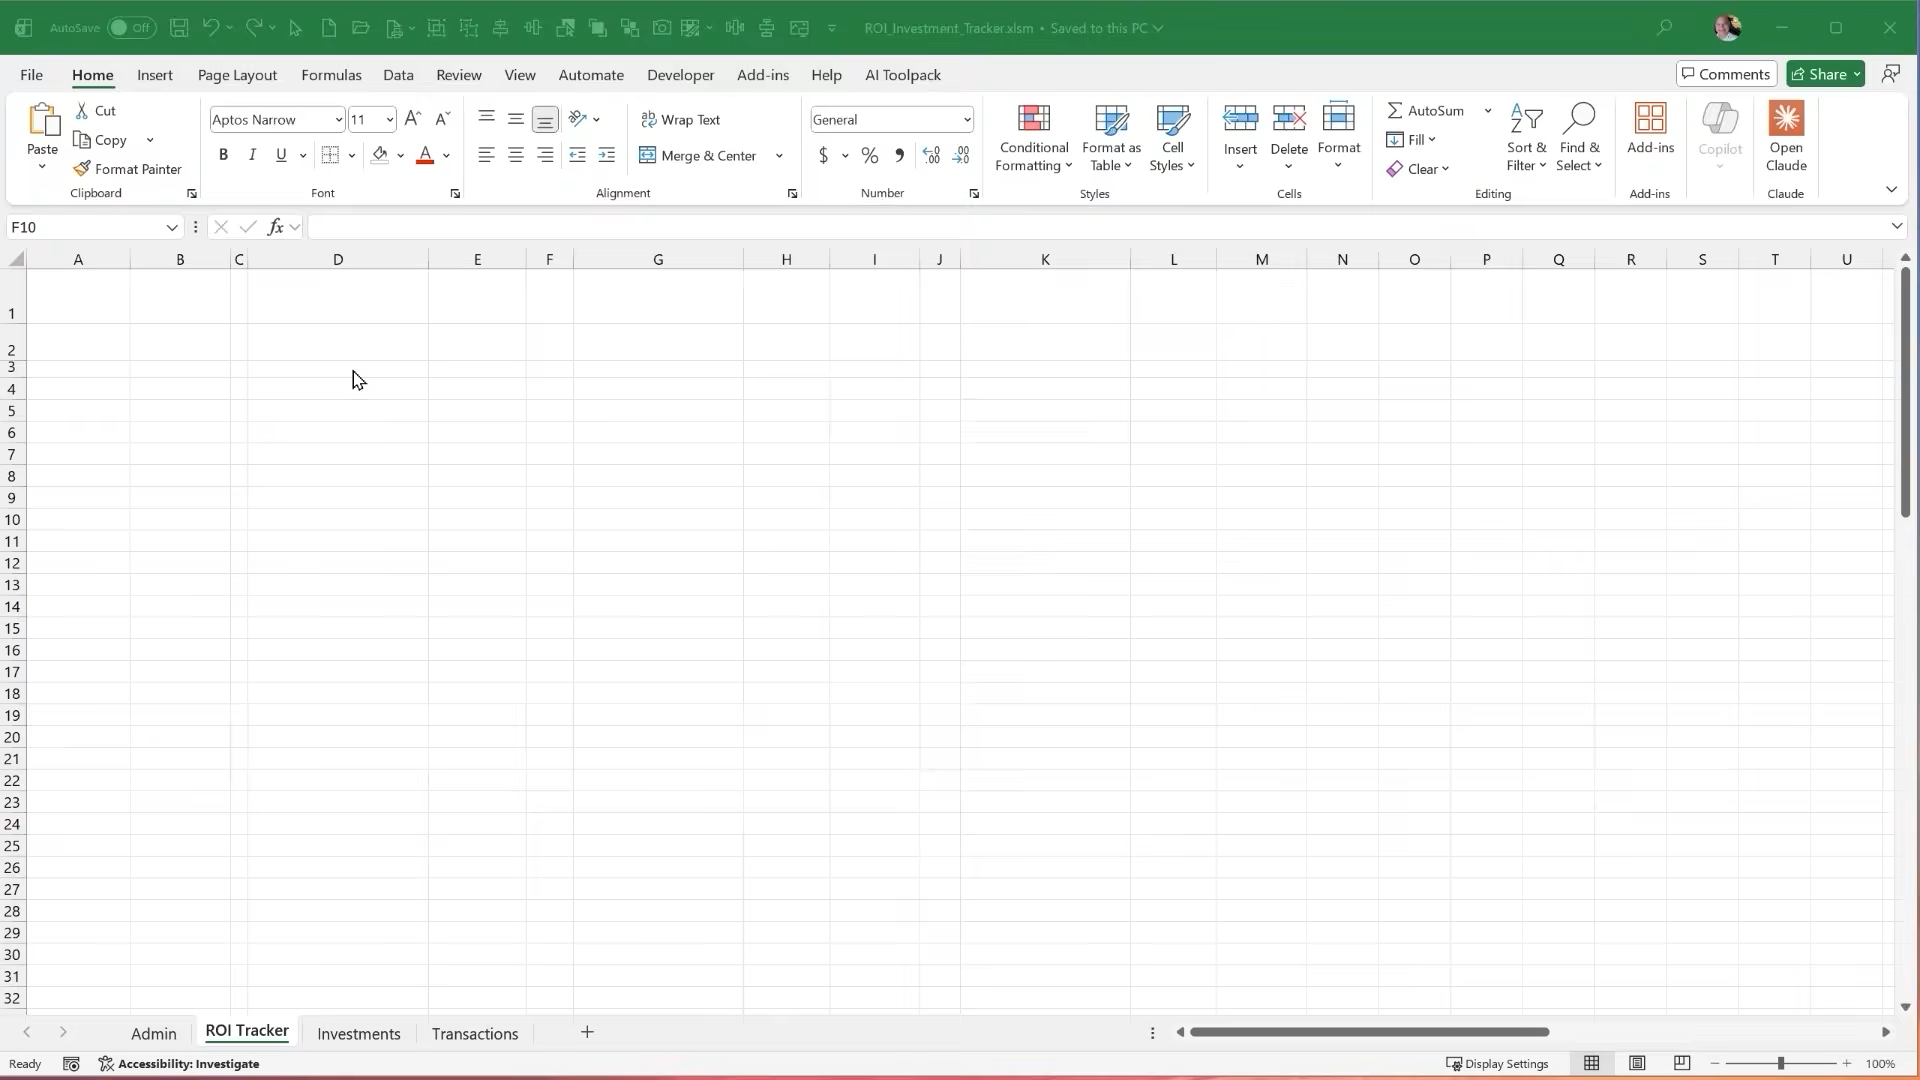 AutoSave Off ROI_Investment_Tracker.xlsm • Saved to this PC
File Home Insert Page Layout Formulas Data Review View Automate Developer Add-ins Help AI Toolpack Comments Share
Paste Cut Copy Format Painter Clipboard
Aptos Narrow 11 B I U Font
Wrap Text Merge & Center Alignment
General $ % Number
Conditional Formatting Format as Table Cell Styles Styles
Insert Delete Format Cells
AutoSum Fill Clear Sort & Filter Find & Select Editing
Add-ins Add-ins
Copilot
Open Claude Claude
F10 fx
A B C D E F G H I J K L M N O P Q R S T U
1
2
3
4
5
6
7
8
9
10
11
12
13
14
15
16
17
18
19
20
21
22
23
24
25
26
27
28
29
30
31
32
Admin ROI Tracker Investments Transactions
Ready Accessibility: Investigate Display Settings 100%